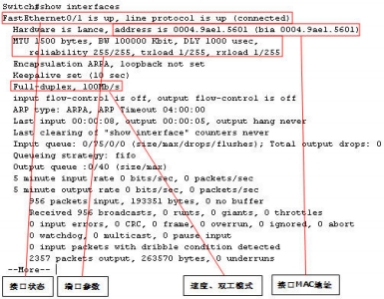 Switch#show interfaces
FastEthernet0/1 is up, line protocol is up (connected)
Hardware is Lance, address is 0004.9ae1.5601 (bia 0004.9ae1.5601)
MTU 1500 bytes, BW 100000 Kbit, DLY 1000 usec,
reliability 255/255, txload 1/255, rxload 1/255
Encapsulation ARPA, loopback not set
Keepalive set (10 sec)
Full-duplex, 100Mb/s
input flow-control is off, output flow-control is off
ARP type: ARPA, ARP Timeout 04:00:00
Last input 00:00:08, output 00:00:05, output hang never
Last clearing of "show interface" counters never
Input queue: 0/75/0/0 (size/max/drops/flushes); Total output drops: 0
Queueing strategy: fifo
Output queue :0/40 (size/max)
5 minute input rate 0 bits/sec, 0 packets/sec
5 minute output rate 0 bits/sec, 0 packets/sec
956 packets input, 193351 bytes, 0 no buffer
Received 956 broadcasts, 0 runts, 0 giants, 0 throttles
0 input errors, 0 CRC, 0 frame, 0 overrun, 0 ignored, 0 abort
0 watchdog, 0 multicast, 0 pause input
0 input packets with dribble condition detected
2357 packets output, 263570 bytes, 0 underruns
--More--
接口状态 端口参数 速度、双工模式 接口MAC地址